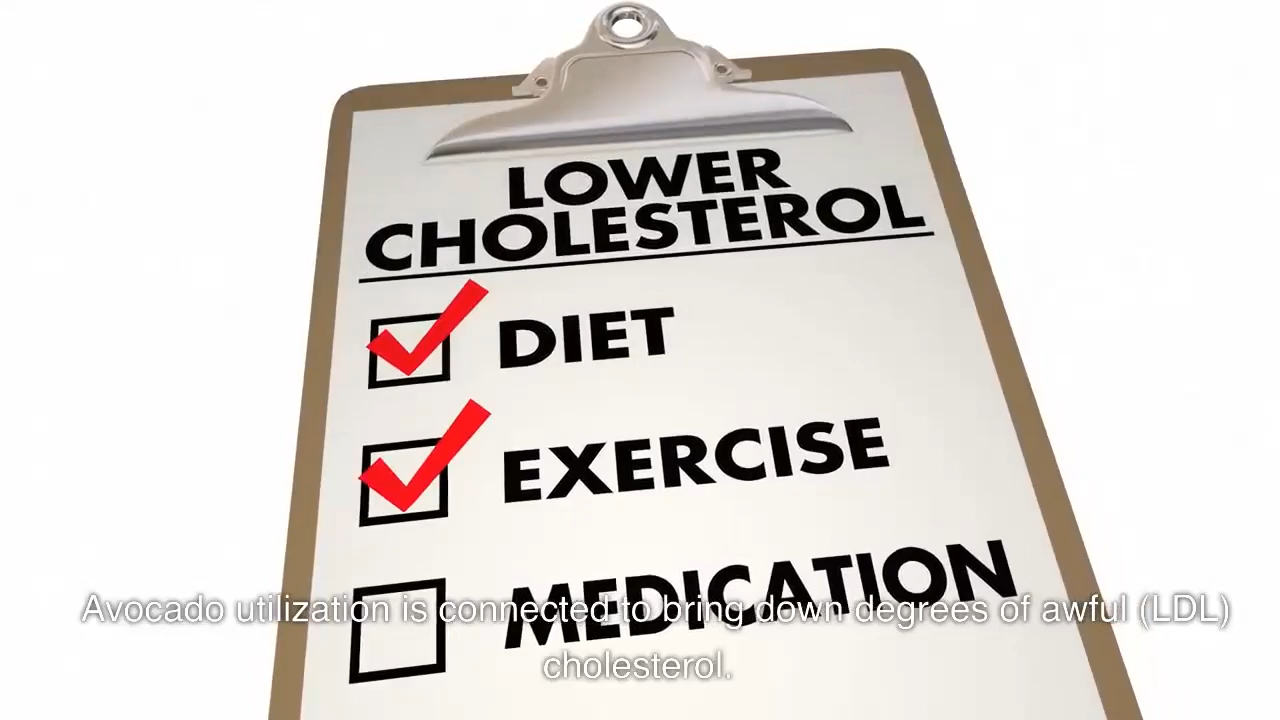 LOWER
CHOLESTEROL
DIET
EXERCISE
MEDICATION
Avocado utilization is connected to bring down degrees of awful (LDL)
cholesterol.